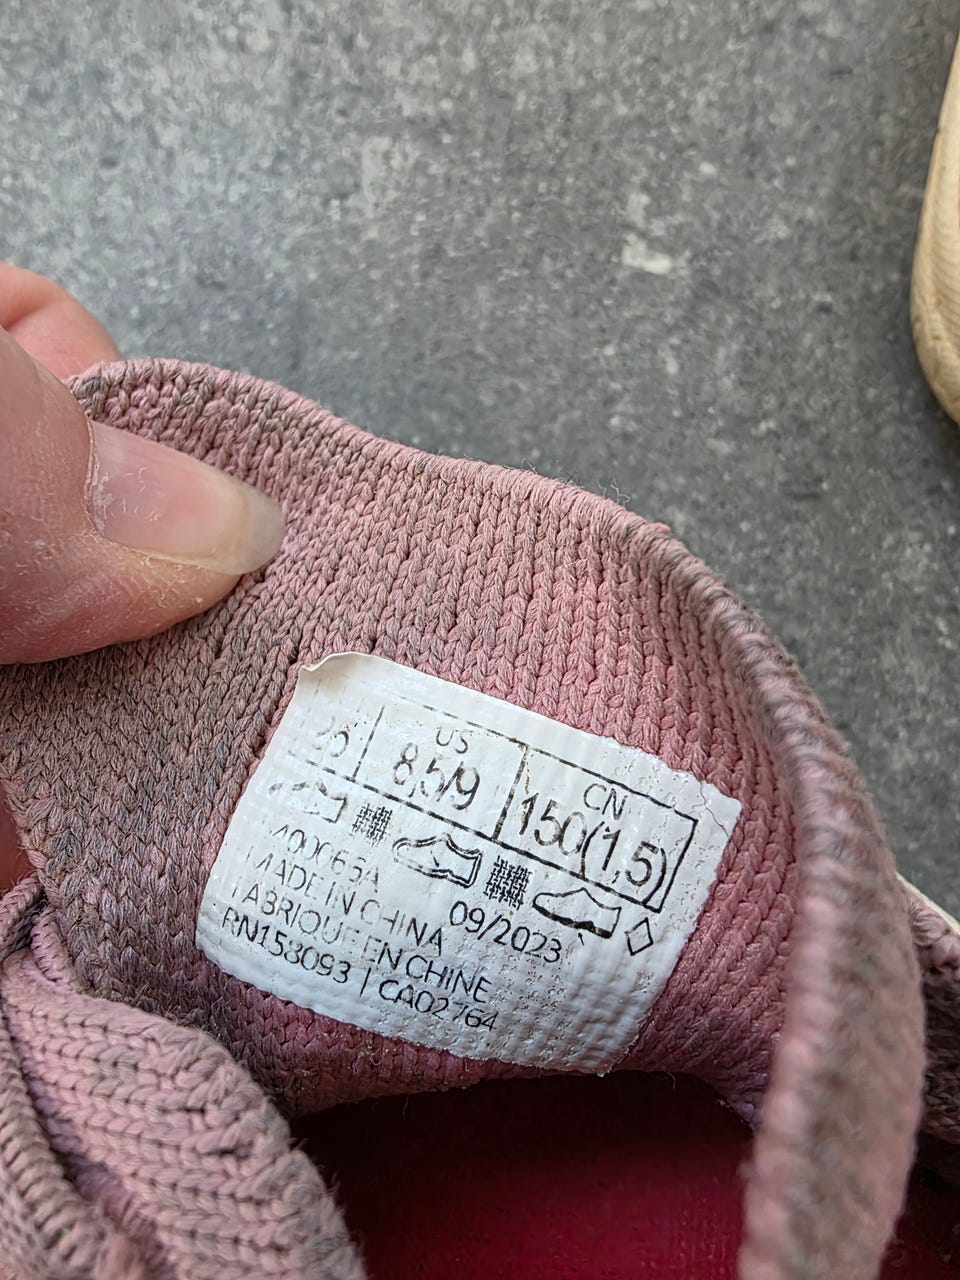 26 US CN
8,5/9 150(1,5)
400065A 09/2023
MADE IN CHINA
FABRIQUE EN CHINE
RN158093 | CA02764